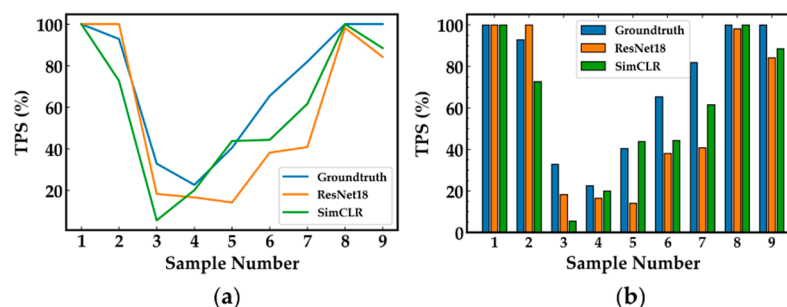 TPS (%)
100
80
60
40
20
Groundtruth
ResNet18
SimCLR
1 2 3 4 5 6 7 8 9
Sample Number
(a)
TPS (%)
100
80
60
40
20
0
Groundtruth
ResNet18
SimCLR
1 2 3 4 5 6 7 8 9
Sample Number
(b)